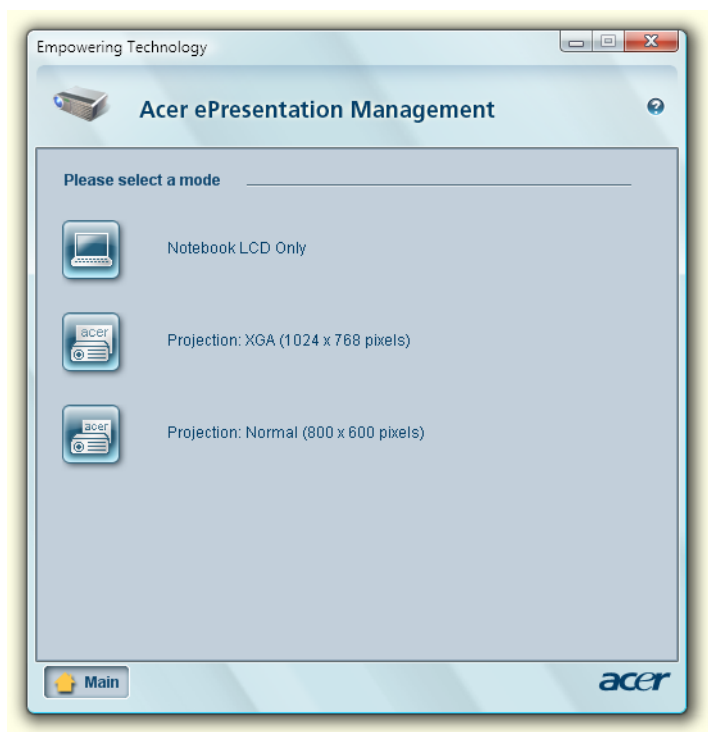 Empowering Technology
Acer ePresentation Management
Please select a mode
Notebook LCD Only
acer
Projection: XGA (1024 x 768 pixels)
acer
Projection: Normal (800 x 600 pixels)
Main
acer